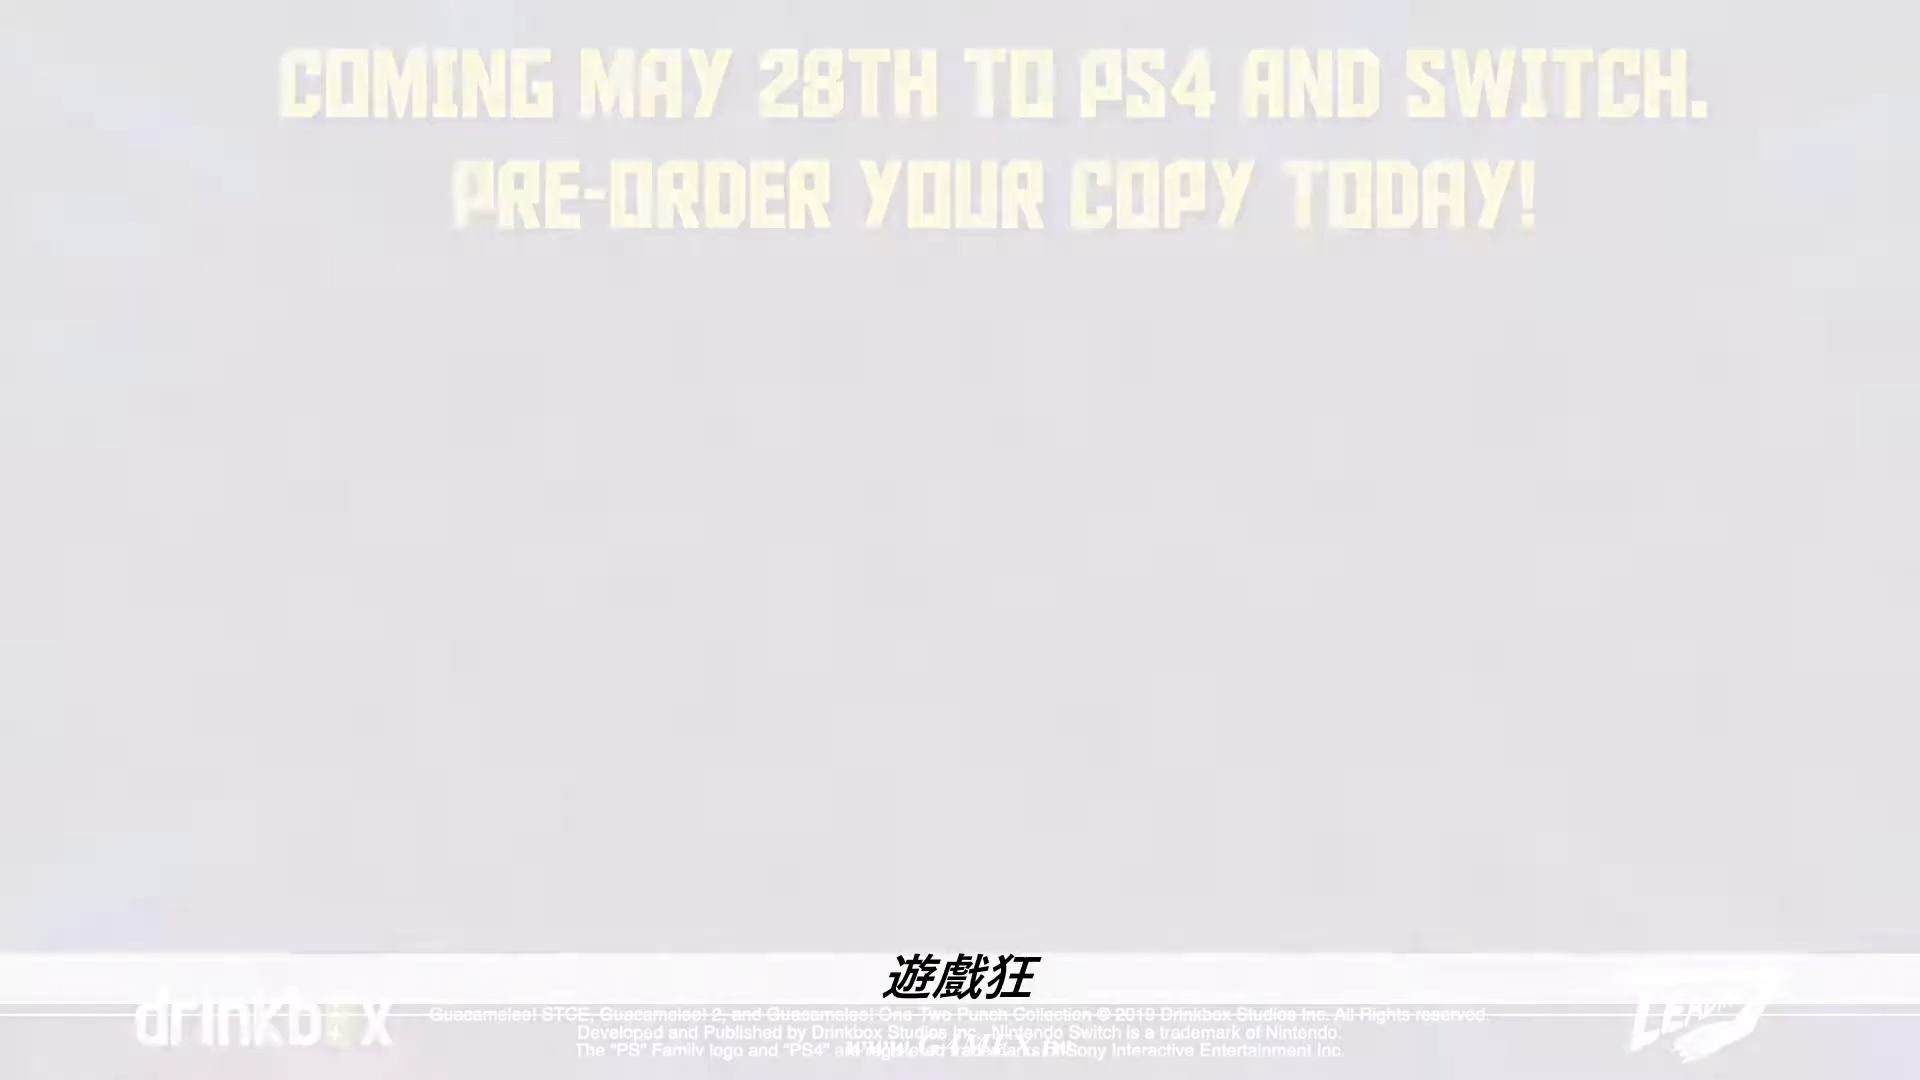 COMING MAY 28TH TO PS4 AND SWITCH.
PRE-ORDER YOUR COPY TODAY!
遊戲狂
drinkbox
Guacamelee! STCE, Guacamelee! 2, and Guacamelee! One-Two Punch Collection © 2019 Drinkbox Studios Inc. All Rights reserved.
Developed and Published by Drinkbox Studios Inc. Nintendo Switch is a trademark of Nintendo.
The "PS" Family logo and "PS4" are registered trademarks of Sony Interactive Entertainment Inc.